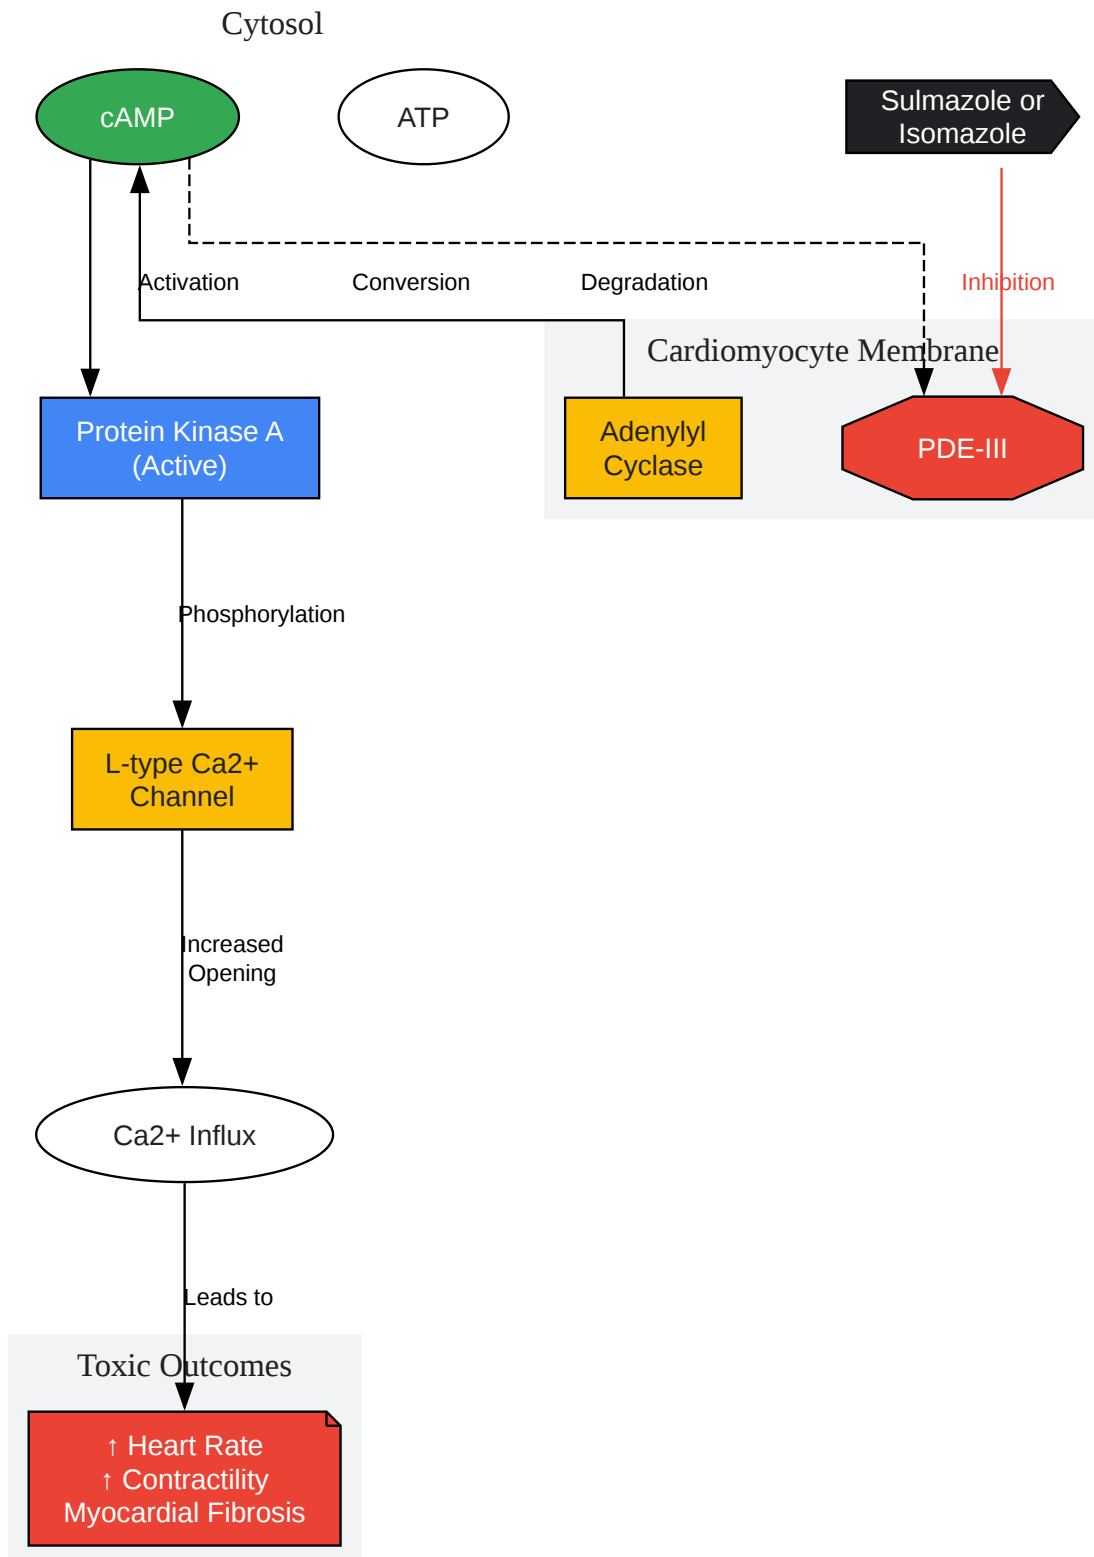 Cytosol
cAMP
ATP
Sulmazole or
Isomazole
Activation
Conversion
Degradation
Inhibition
Cardiomyocyte Membrane
Protein Kinase A
(Active)
Adenylyl
Cyclase
PDE-III
Phosphorylation
L-type Ca2+
Channel
Increased
Opening
Ca2+ Influx
Leads to
Toxic Outcomes
↑ Heart Rate
↑ Contractility
Myocardial Fibrosis